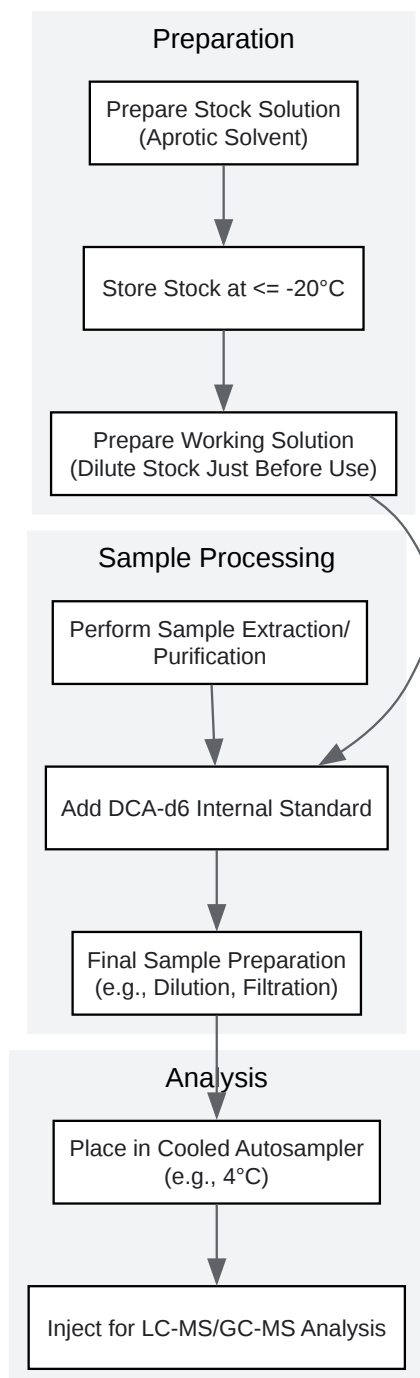 Preparation
Prepare Stock Solution
(Aprotic Solvent)
Store Stock at <= -20°C
Prepare Working Solution
(Dilute Stock Just Before Use)
Sample Processing
Perform Sample Extraction/
Purification
Add DCA-d6 Internal Standard
Final Sample Preparation
(e.g., Dilution, Filtration)
Analysis
Place in Cooled Autosampler
(e.g., 4°C)
Inject for LC-MS/GC-MS Analysis